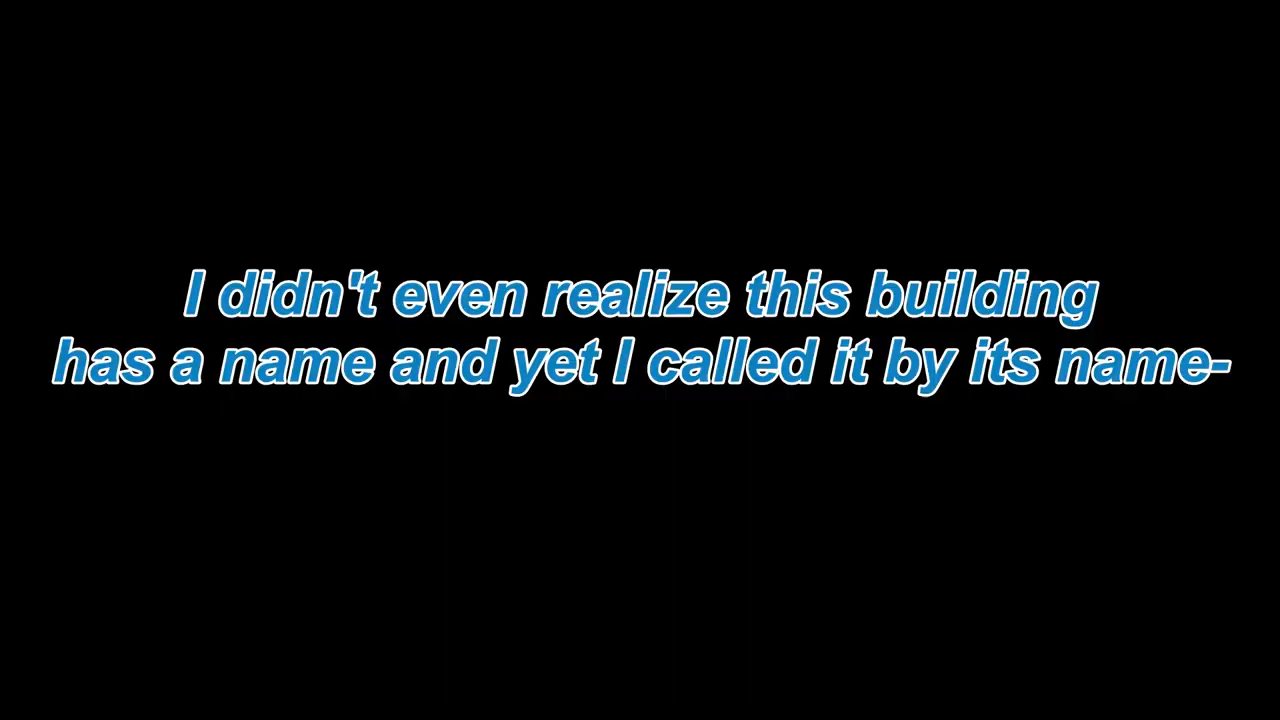 I didn't even realize this building
has a name and yet I called it by its name-